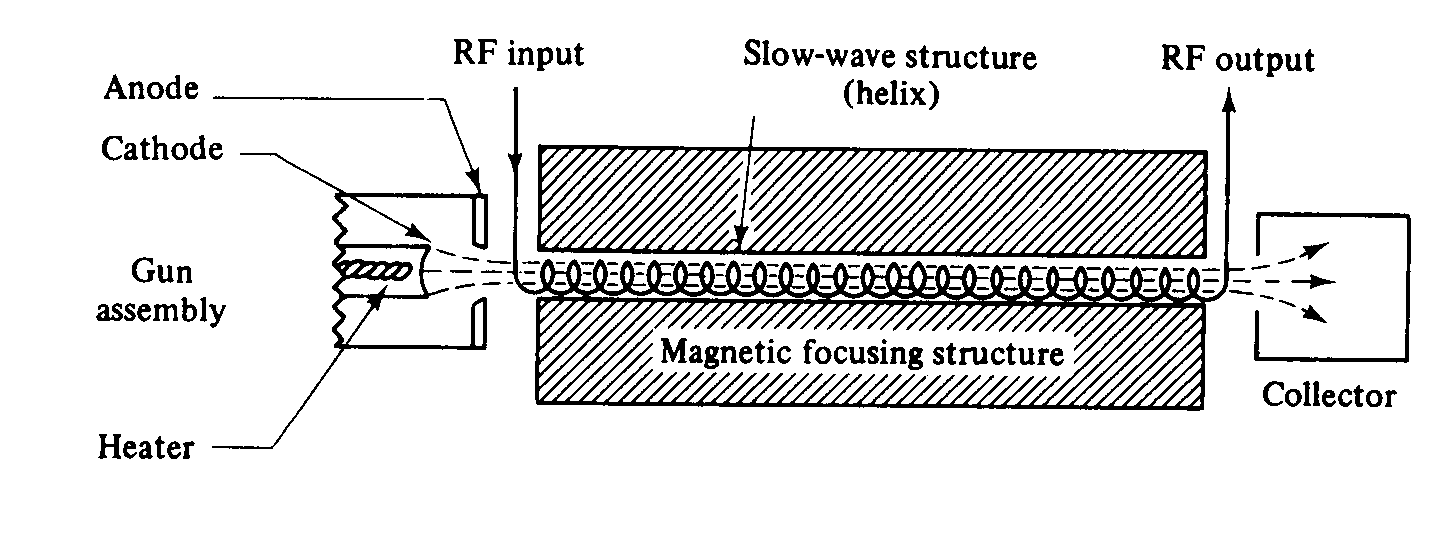 RF input
Slow-wave structure
(helix)
RF output
Anode
Cathode
Gun
assembly
Magnetic focusing structure
Collector
Heater